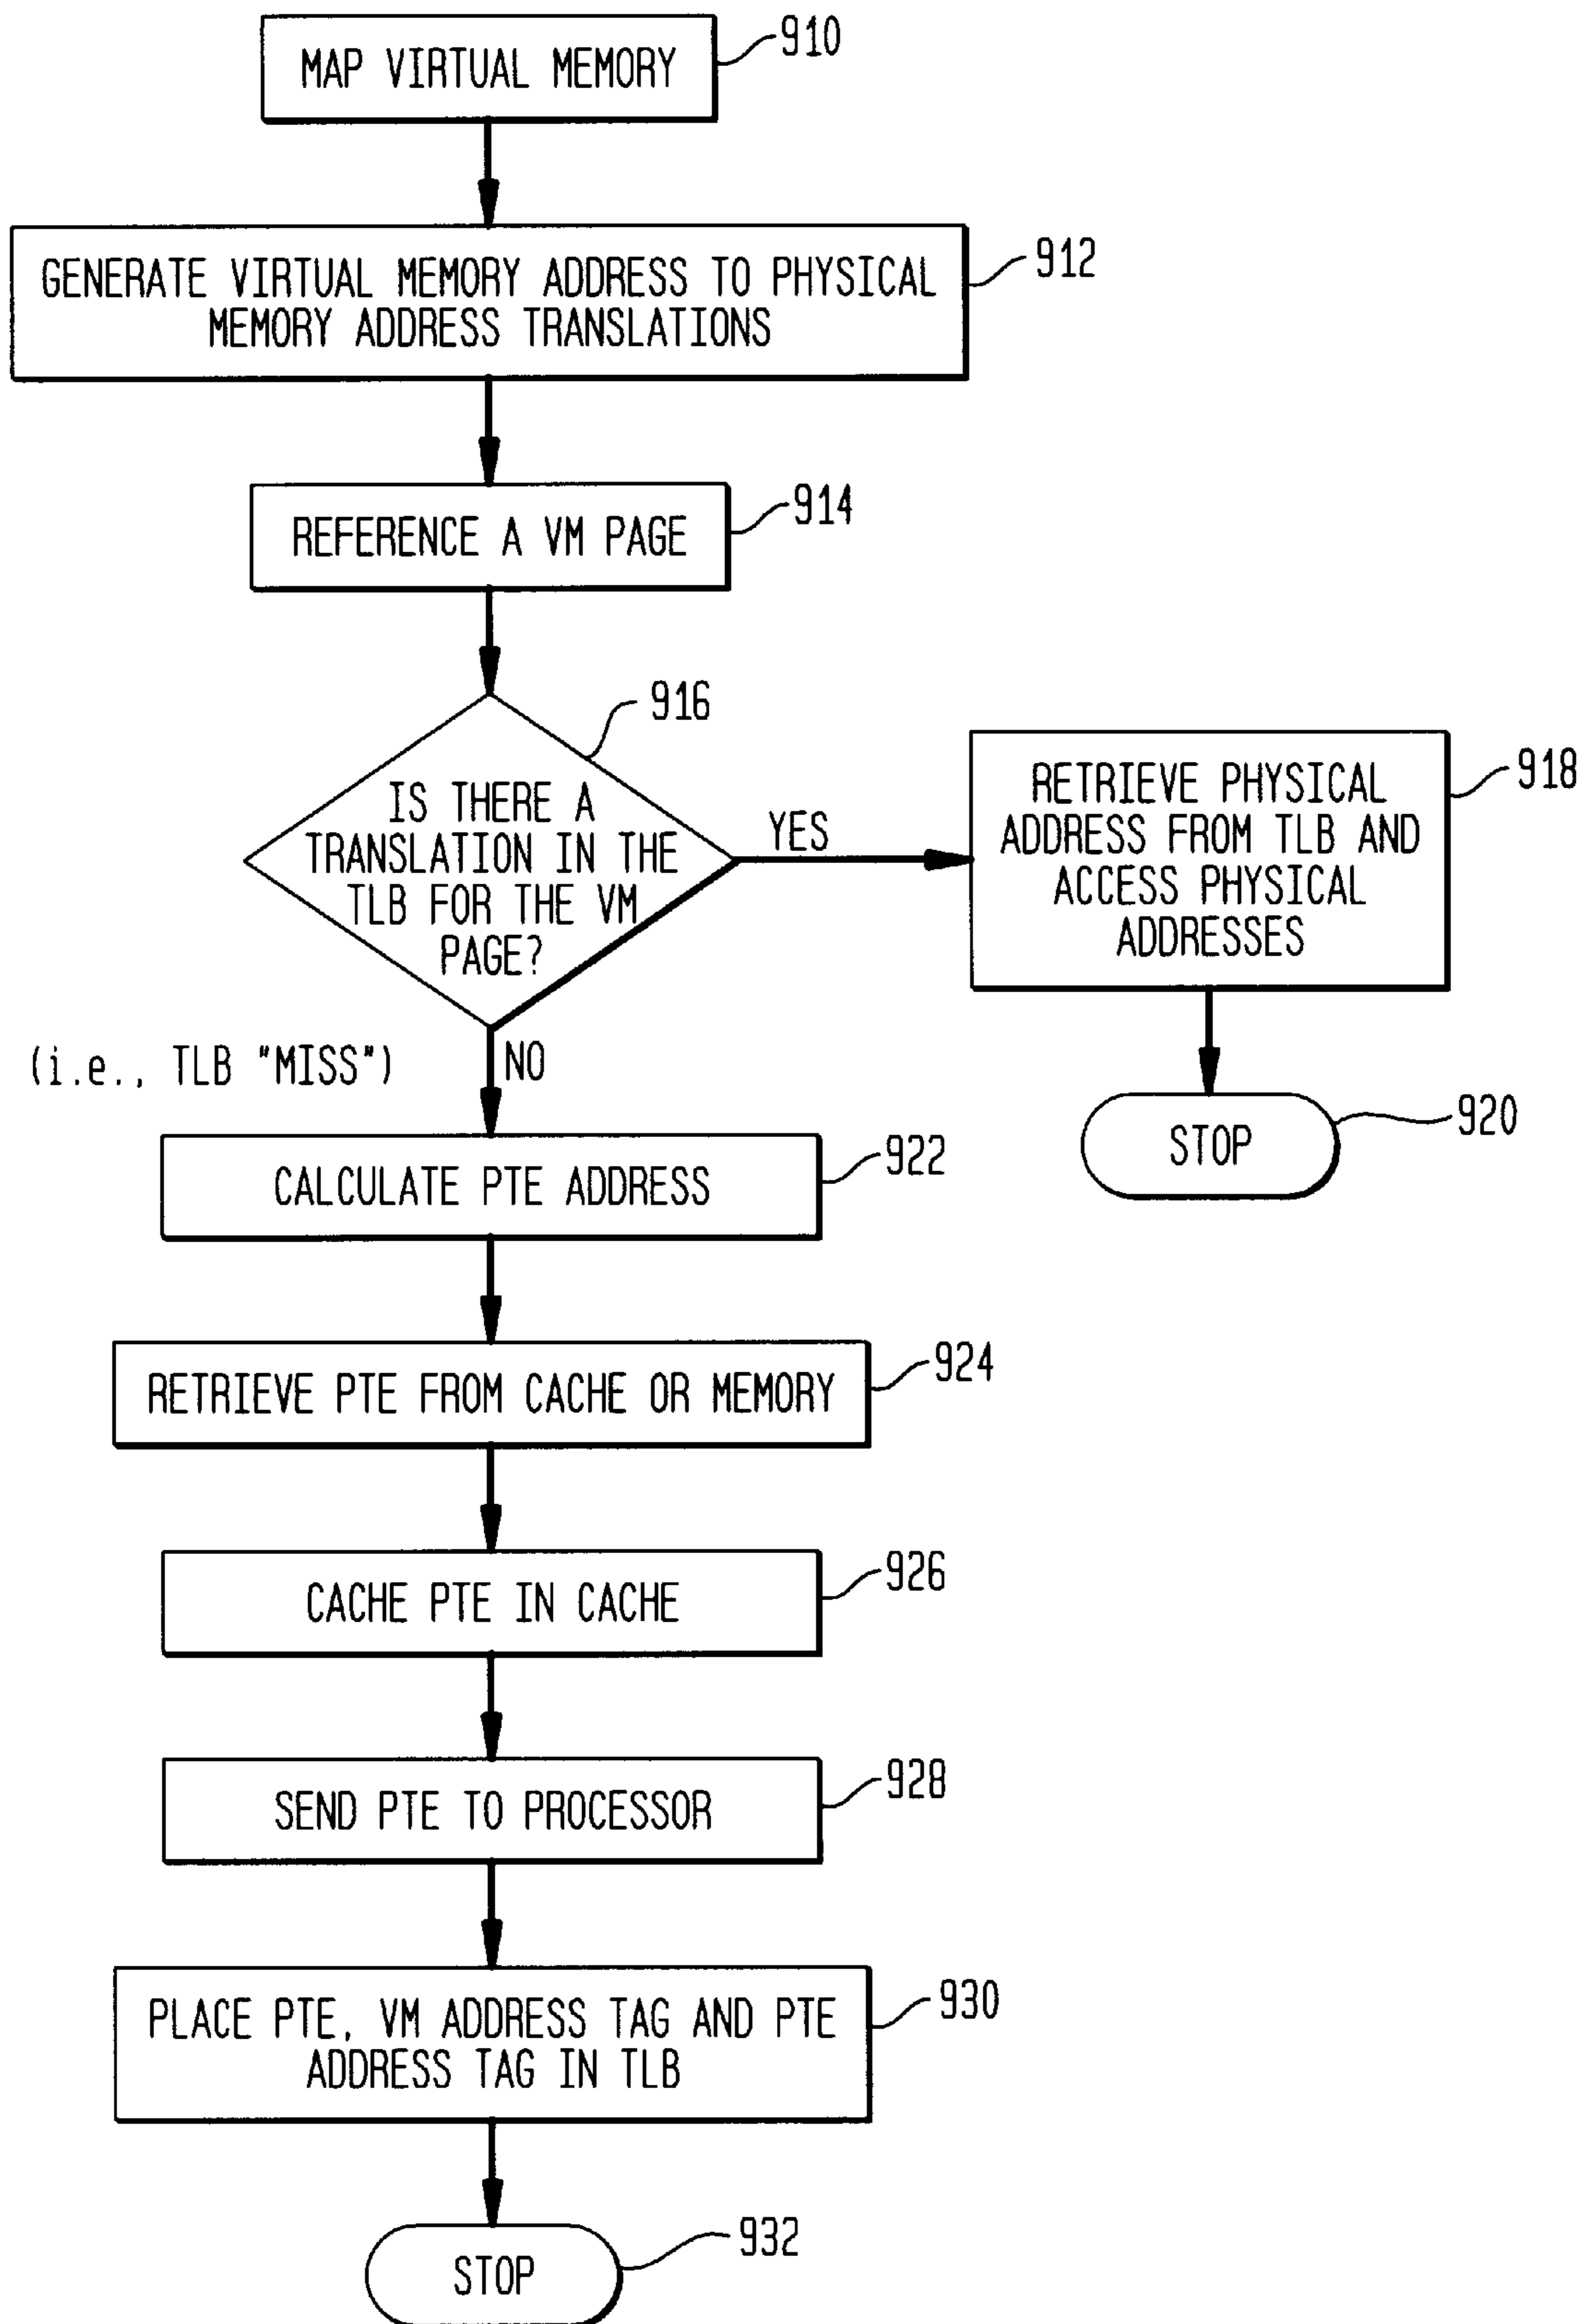 MAP VIRTUAL MEMORY
910
GENERATE VIRTUAL MEMORY ADDRESS TO PHYSICAL
MEMORY ADDRESS TRANSLATIONS
912
REFERENCE A VM PAGE
914
916
IS THERE A
TRANSLATION IN THE
TLB FOR THE VM
PAGE?
YES
RETRIEVE PHYSICAL
ADDRESS FROM TLB AND
ACCESS PHYSICAL
ADDRESSES
918
STOP
920
(i.e., TLB "MISS")
NO
CALCULATE PTE ADDRESS
922
RETRIEVE PTE FROM CACHE OR MEMORY
924
CACHE PTE IN CACHE
926
SEND PTE TO PROCESSOR
928
PLACE PTE, VM ADDRESS TAG AND PTE
ADDRESS TAG IN TLB
930
STOP
932